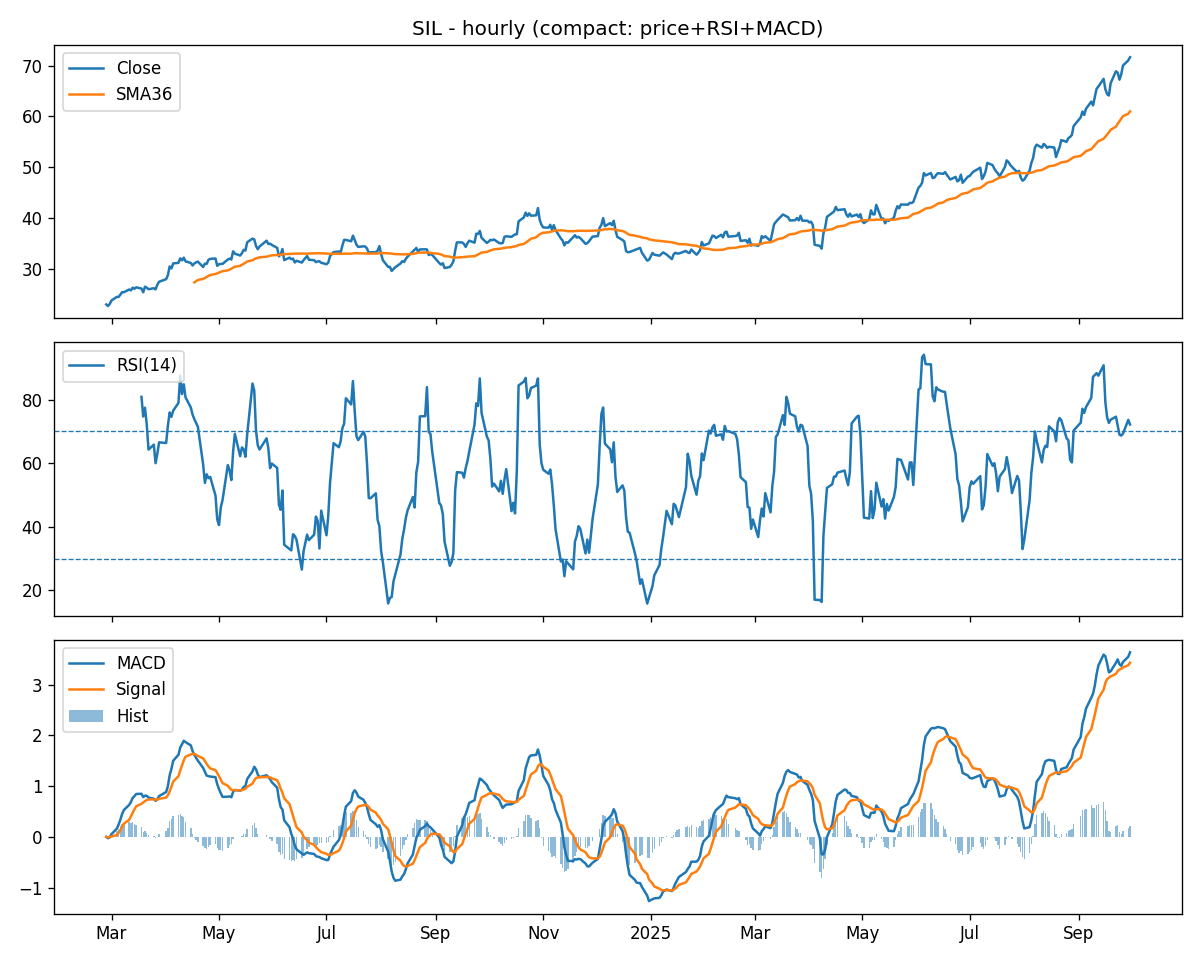 SIL - hourly (compact: price+RSI+MACD)
Close
SMA36
70
60
50
40
30
RSI(14)
80
60
40
20
MACD
Signal
Hist
3
2
1
0
−1
Mar May Jul Sep Nov 2025 Mar May Jul Sep